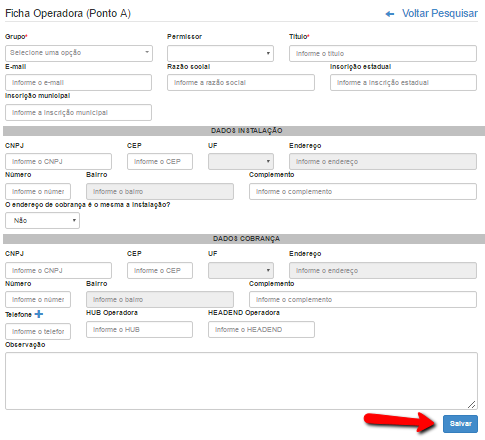 Ficha Operadora (Ponto A) Voltar Pesquisar
Grupo* Permissor Título*
Selecione uma opção Informe o título
E-mail Razão social Inscrição estadual
Informe o e-mail Informe a razão social Informe a inscrição estadual
Inscrição municipal
Informe a inscrição municipal
DADOS INSTALAÇÃO
CNPJ CEP UF Endereço
Informe o CNPJ Informe o CEP Informe o endereço
Número Bairro Complemento
Informe o númer Informe o bairro Informe o complemento
O endereço de cobrança é o mesma a instalação?
Não
DADOS COBRANÇA
CNPJ CEP UF Endereço
Informe o CNPJ Informe o CEP Informe o endereço
Número Bairro Complemento
Informe o númer Informe o bairro Informe o complemento
Telefone HUB Operadora HEADEND Operadora
Informe o telefor Informe o HUB Informe o HEADEND
Observação
Salvar